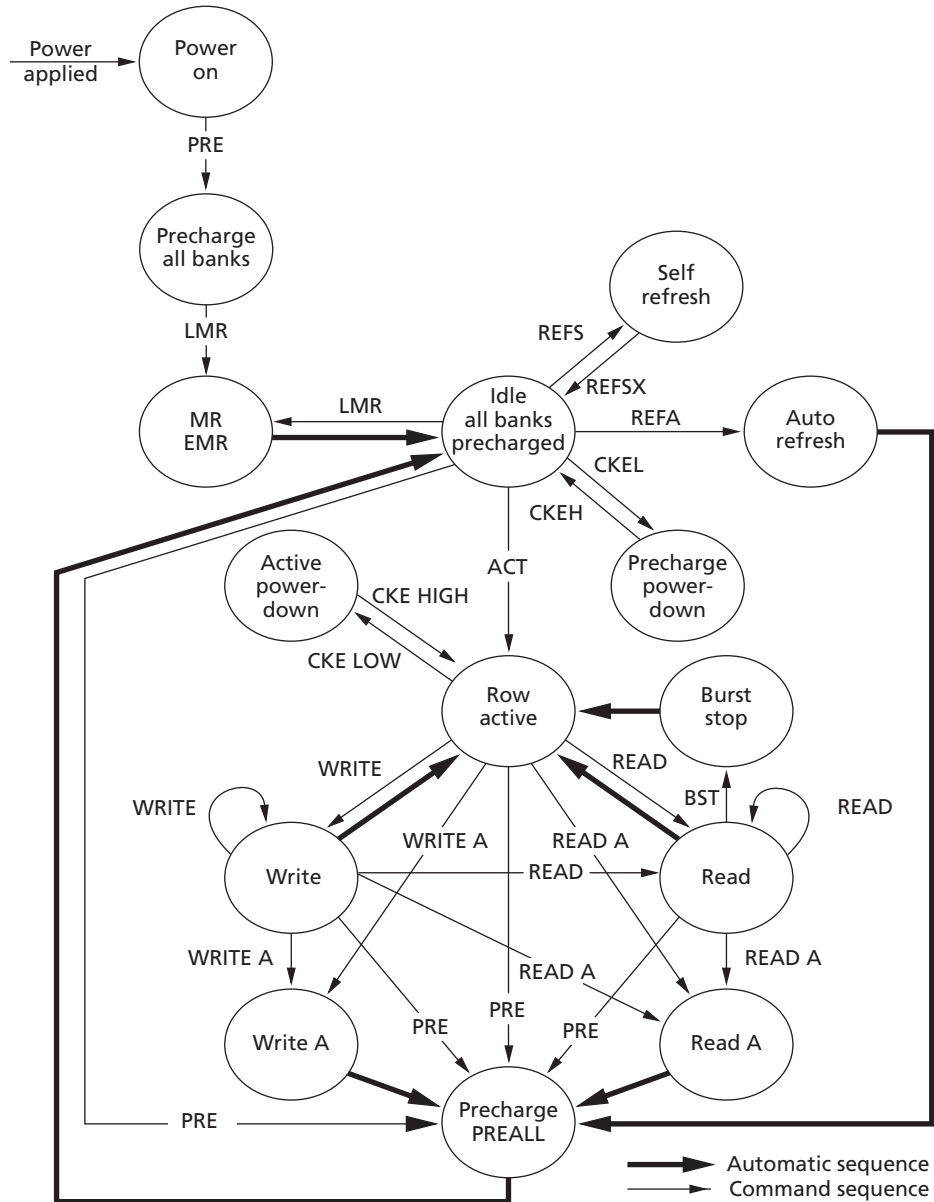 Power
applied
Power
on
PRE
Precharge
all banks
LMR
Self
refresh
REFS
REFSX
MR
EMR
LMR
Idle
all banks
precharged
REFA
Auto
refresh
CKEL
CKEH
Active
power-
down
CKE HIGH
CKE LOW
ACT
Precharge
power-
down
Row
active
Burst
stop
WRITE
READ
BST
WRITE
READ
WRITE A
READ A
Write
READ
Read
WRITE A
READ A
READ A
Write A
PRE
PRE
PRE
Read A
PRE
Precharge
PREALL
Automatic sequence
Command sequence